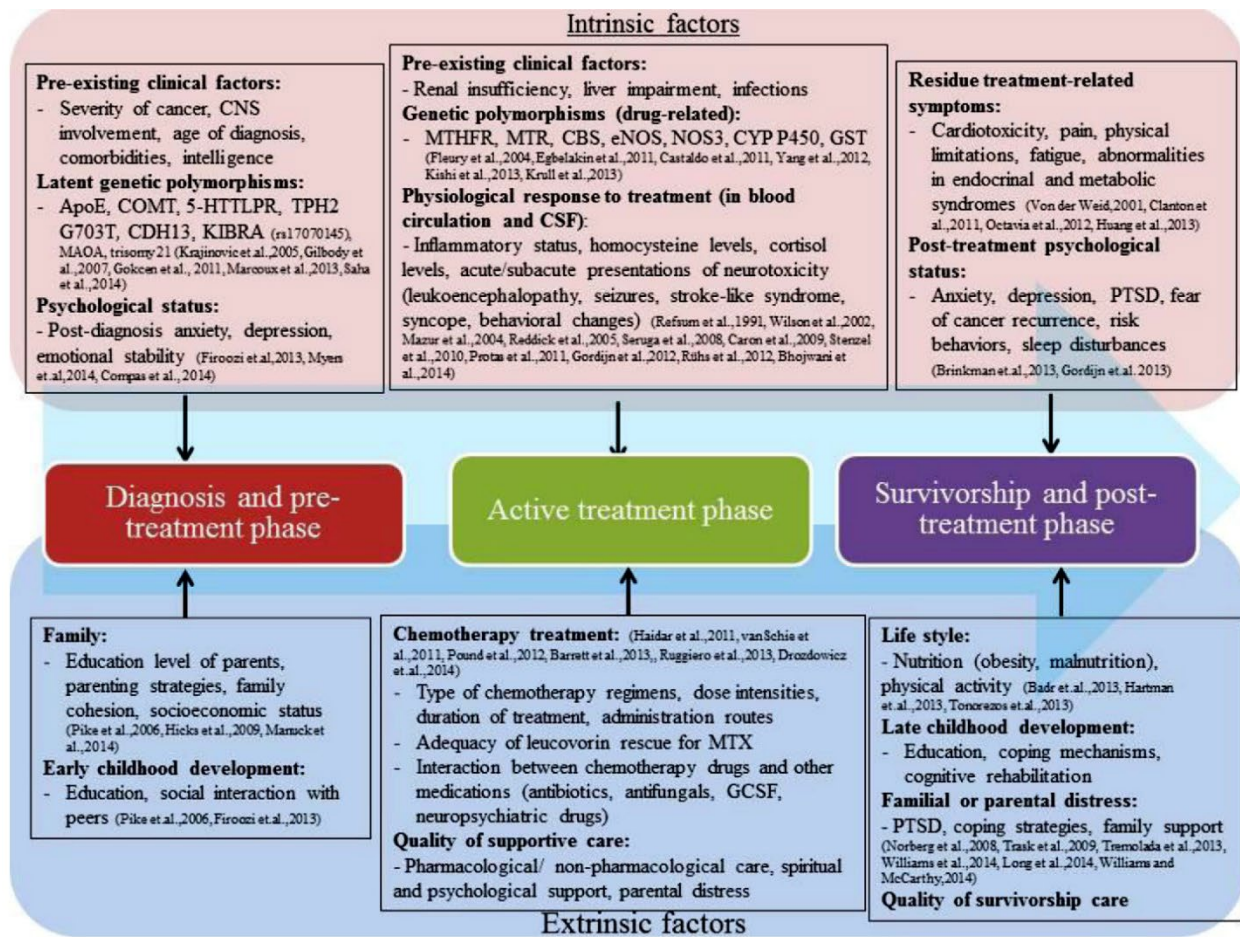 Intrinsic factors
Pre-existing clinical factors:
- Severity of cancer, CNS
involvement, age of diagnosis,
comorbidities, intelligence
Latent genetic polymorphisms:
- ApoE, COMT, 5-HTTLPR, TPH2
G703T, CDH13, KIBRA (rs17070145),
MAOA, trisomy 21 (Krajinovic et al.,2005, Gilbody
et al.,2007, Gokcen et al., 2011, Marcoux et al.,2013, Saha
et al.,2014)
Psychological status:
- Post-diagnosis anxiety, depression,
emotional stability (Firoozi et.al,2013, Myers
et.al,2014, Compas et al., 2014)
Pre-existing clinical factors:
- Renal insufficiency, liver impairment, infections
Genetic polymorphisms (drug-related):
- MTHFR, MTR, CBS, eNOS, NOS3, CYP P450, GST
(Fleury et al.,2004, Egbelakin et al.,2011, Castaldo et al.,2011, Yang et al.,2012,
Kishi et al.,2013, Krull et al.,2013)
Physiological response to treatment (in blood
circulation and CSF):
- Inflammatory status, homocysteine levels, cortisol
levels, acute/subacute presentations of neurotoxicity
(leukoencephalopathy, seizures, stroke-like syndrome,
syncope, behavioral changes) (Refsum et al.,1991, Wilson et al.,2002,
Mazur et al.,2004, Reddick et al.,2005, Seruga et al.,2008, Caron et al.,2009, Stenzel
et al.,2010, Protas et al.,2011, Gordijn et al.,2012, Rühs et al.,2012, Bhojwani et
al.,2014)
Residue treatment-related
symptoms:
- Cardiotoxicity, pain, physical
limitations, fatigue, abnormalities
in endocrinal and metabolic
syndromes (Von der Weid,2001, Clanton et
al.,2011, Octavia et al.,2012, Huang et al.,2013)
Post-treatment psychological
status:
- Anxiety, depression, PTSD, fear
of cancer recurrence, risk
behaviors, sleep disturbances
(Brinkman et.al.,2013, Gordijn et.al. 2013)
Diagnosis and pre-
treatment phase
Active treatment phase
Survivorship and post-
treatment phase
Family:
- Education level of parents,
parenting strategies, family
cohesion, socioeconomic status
(Pike et al.,2006, Hicks et al.,2009, Manuck et
al.,2014)
Early childhood development:
- Education, social interaction with
peers (Pike et al.,2006, Firoozi et.al.,2013)
Chemotherapy treatment: (Haidar et al.,2011, van Schie et
al.,2011, Pound et al.,2012, Barrett et al.,2013,, Ruggiero et al.,2013, Drozdowicz
et.al.,2014)
- Type of chemotherapy regimens, dose intensities,
duration of treatment, administration routes
- Adequacy of leucovorin rescue for MTX
- Interaction between chemotherapy drugs and other
medications (antibiotics, antifungals, GCSF,
neuropsychiatric drugs)
Quality of supportive care:
- Pharmacological/ non-pharmacological care, spiritual
and psychological support, parental distress
Life style:
- Nutrition (obesity, malnutrition),
physical activity (Badr et.al.,2013, Hartman
et.al.,2013, Tonorezos et al.,2013)
Late childhood development:
- Education, coping mechanisms,
cognitive rehabilitation
Familial or parental distress:
- PTSD, coping strategies, family support
(Norberg et al.,2008, Trask et al.,2009, Tremolada et al.,2013,
Williams et al.,2014, Long et al.,2014, Williams and
McCarthy,2014)
Quality of survivorship care
Extrinsic factors